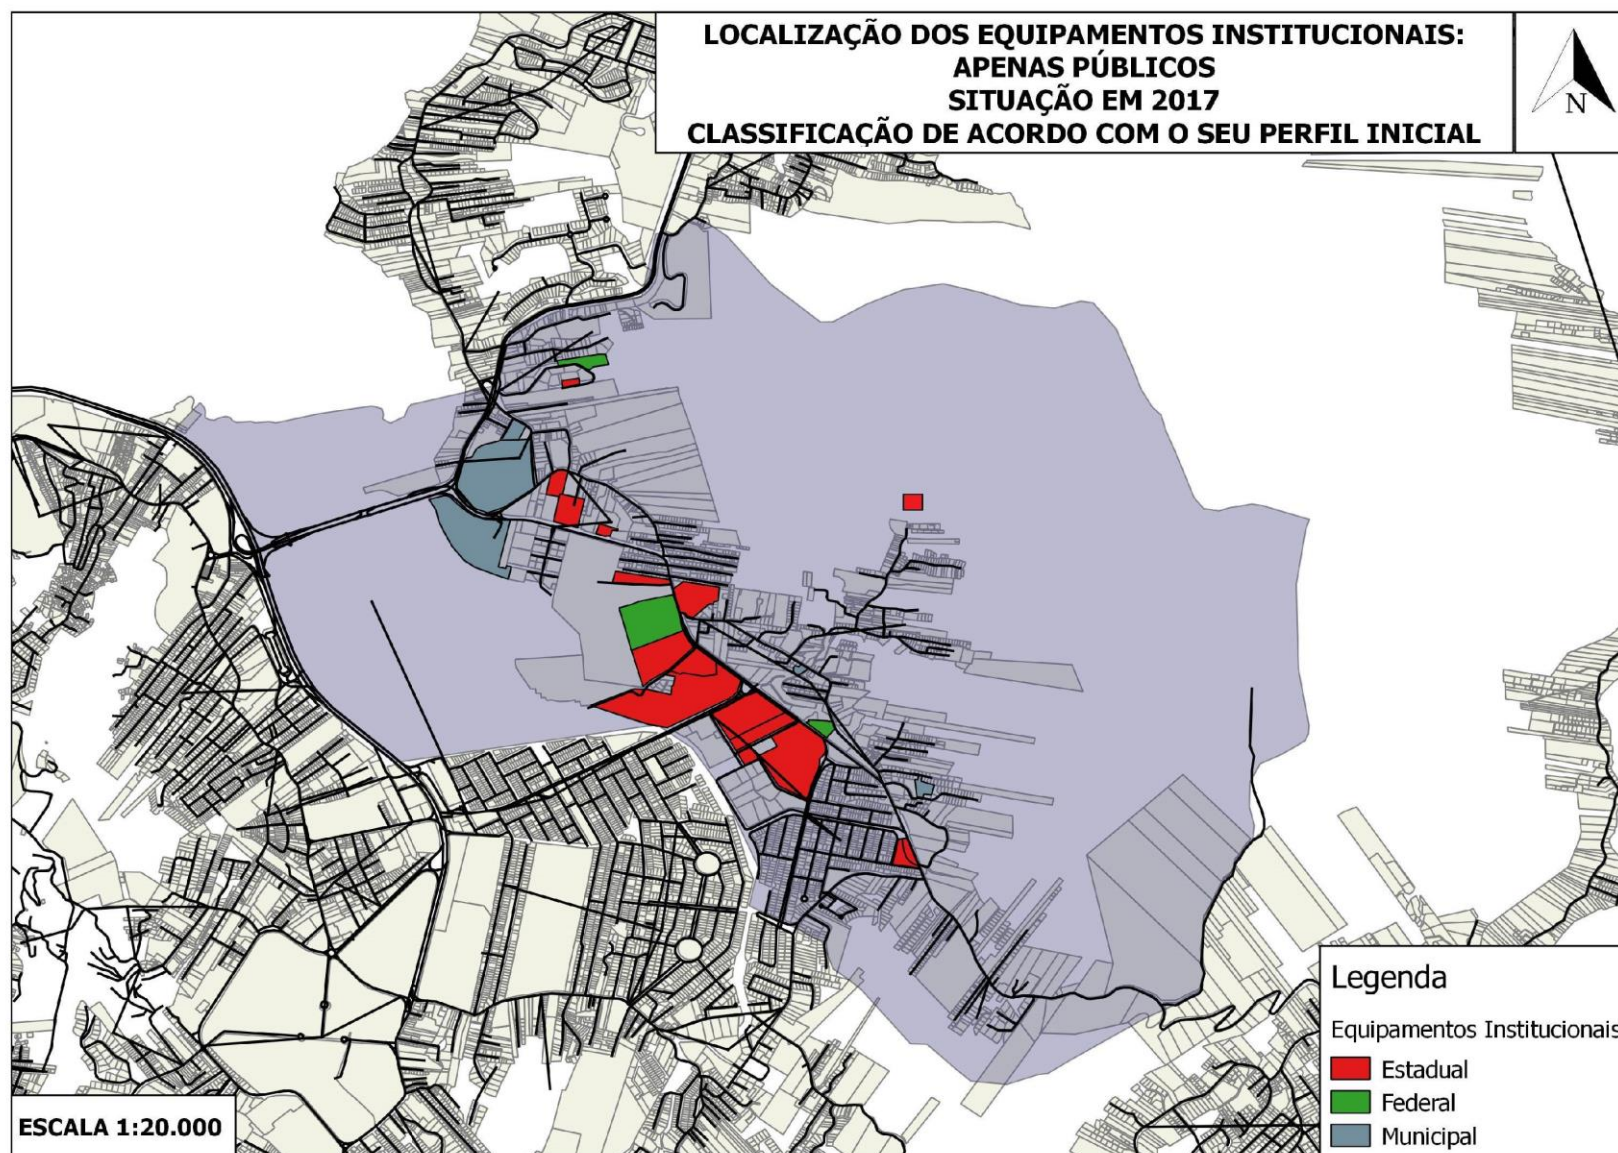 LOCALIZAÇÃO DOS EQUIPAMENTOS INSTITUCIONAIS:
APENAS PÚBLICOS
SITUAÇÃO EM 2017
CLASSIFICAÇÃO DE ACORDO COM O SEU PERFIL INICIAL
N
Legenda
Equipamentos Institucionais
Estadual
Federal
Municipal
ESCALA 1:20.000